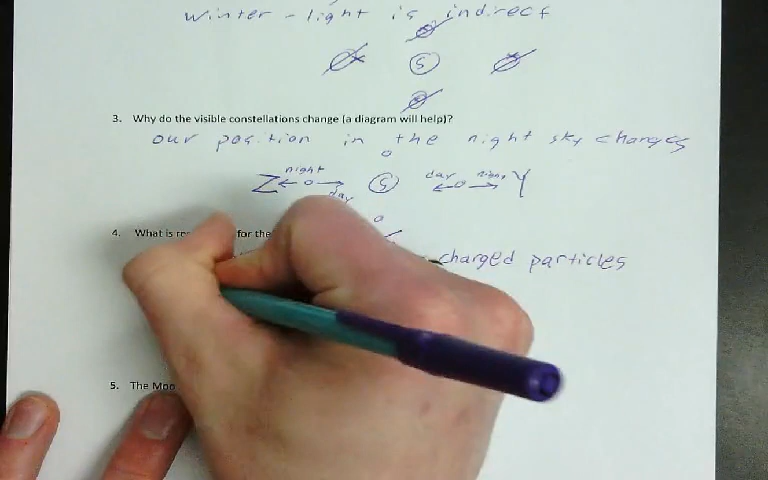 winter - light is indirect
S
3. Why do the visible constellations change (a diagram will help)?
our position in the night sky changes
night day night
Z S Y
day
4. What is for the
charged particles
5. The